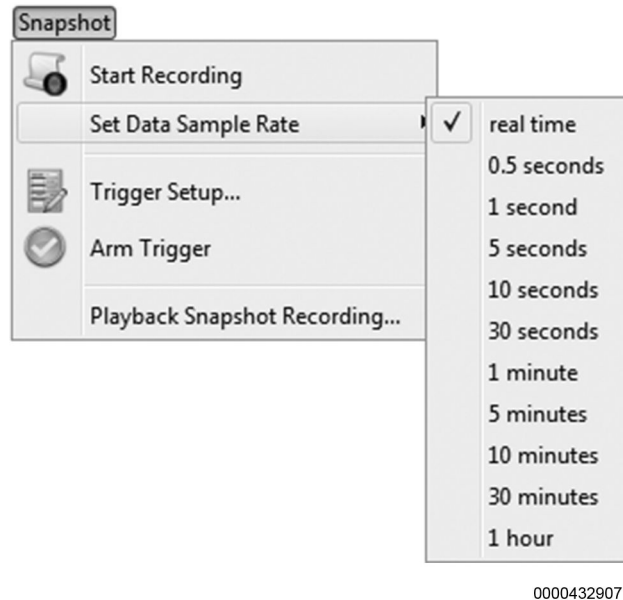 Snapshot
Start Recording
Set Data Sample Rate
Trigger Setup...
Arm Trigger
Playback Snapshot Recording...
real time
0.5 seconds
1 second
5 seconds
10 seconds
30 seconds
1 minute
5 minutes
10 minutes
30 minutes
1 hour
0000432907